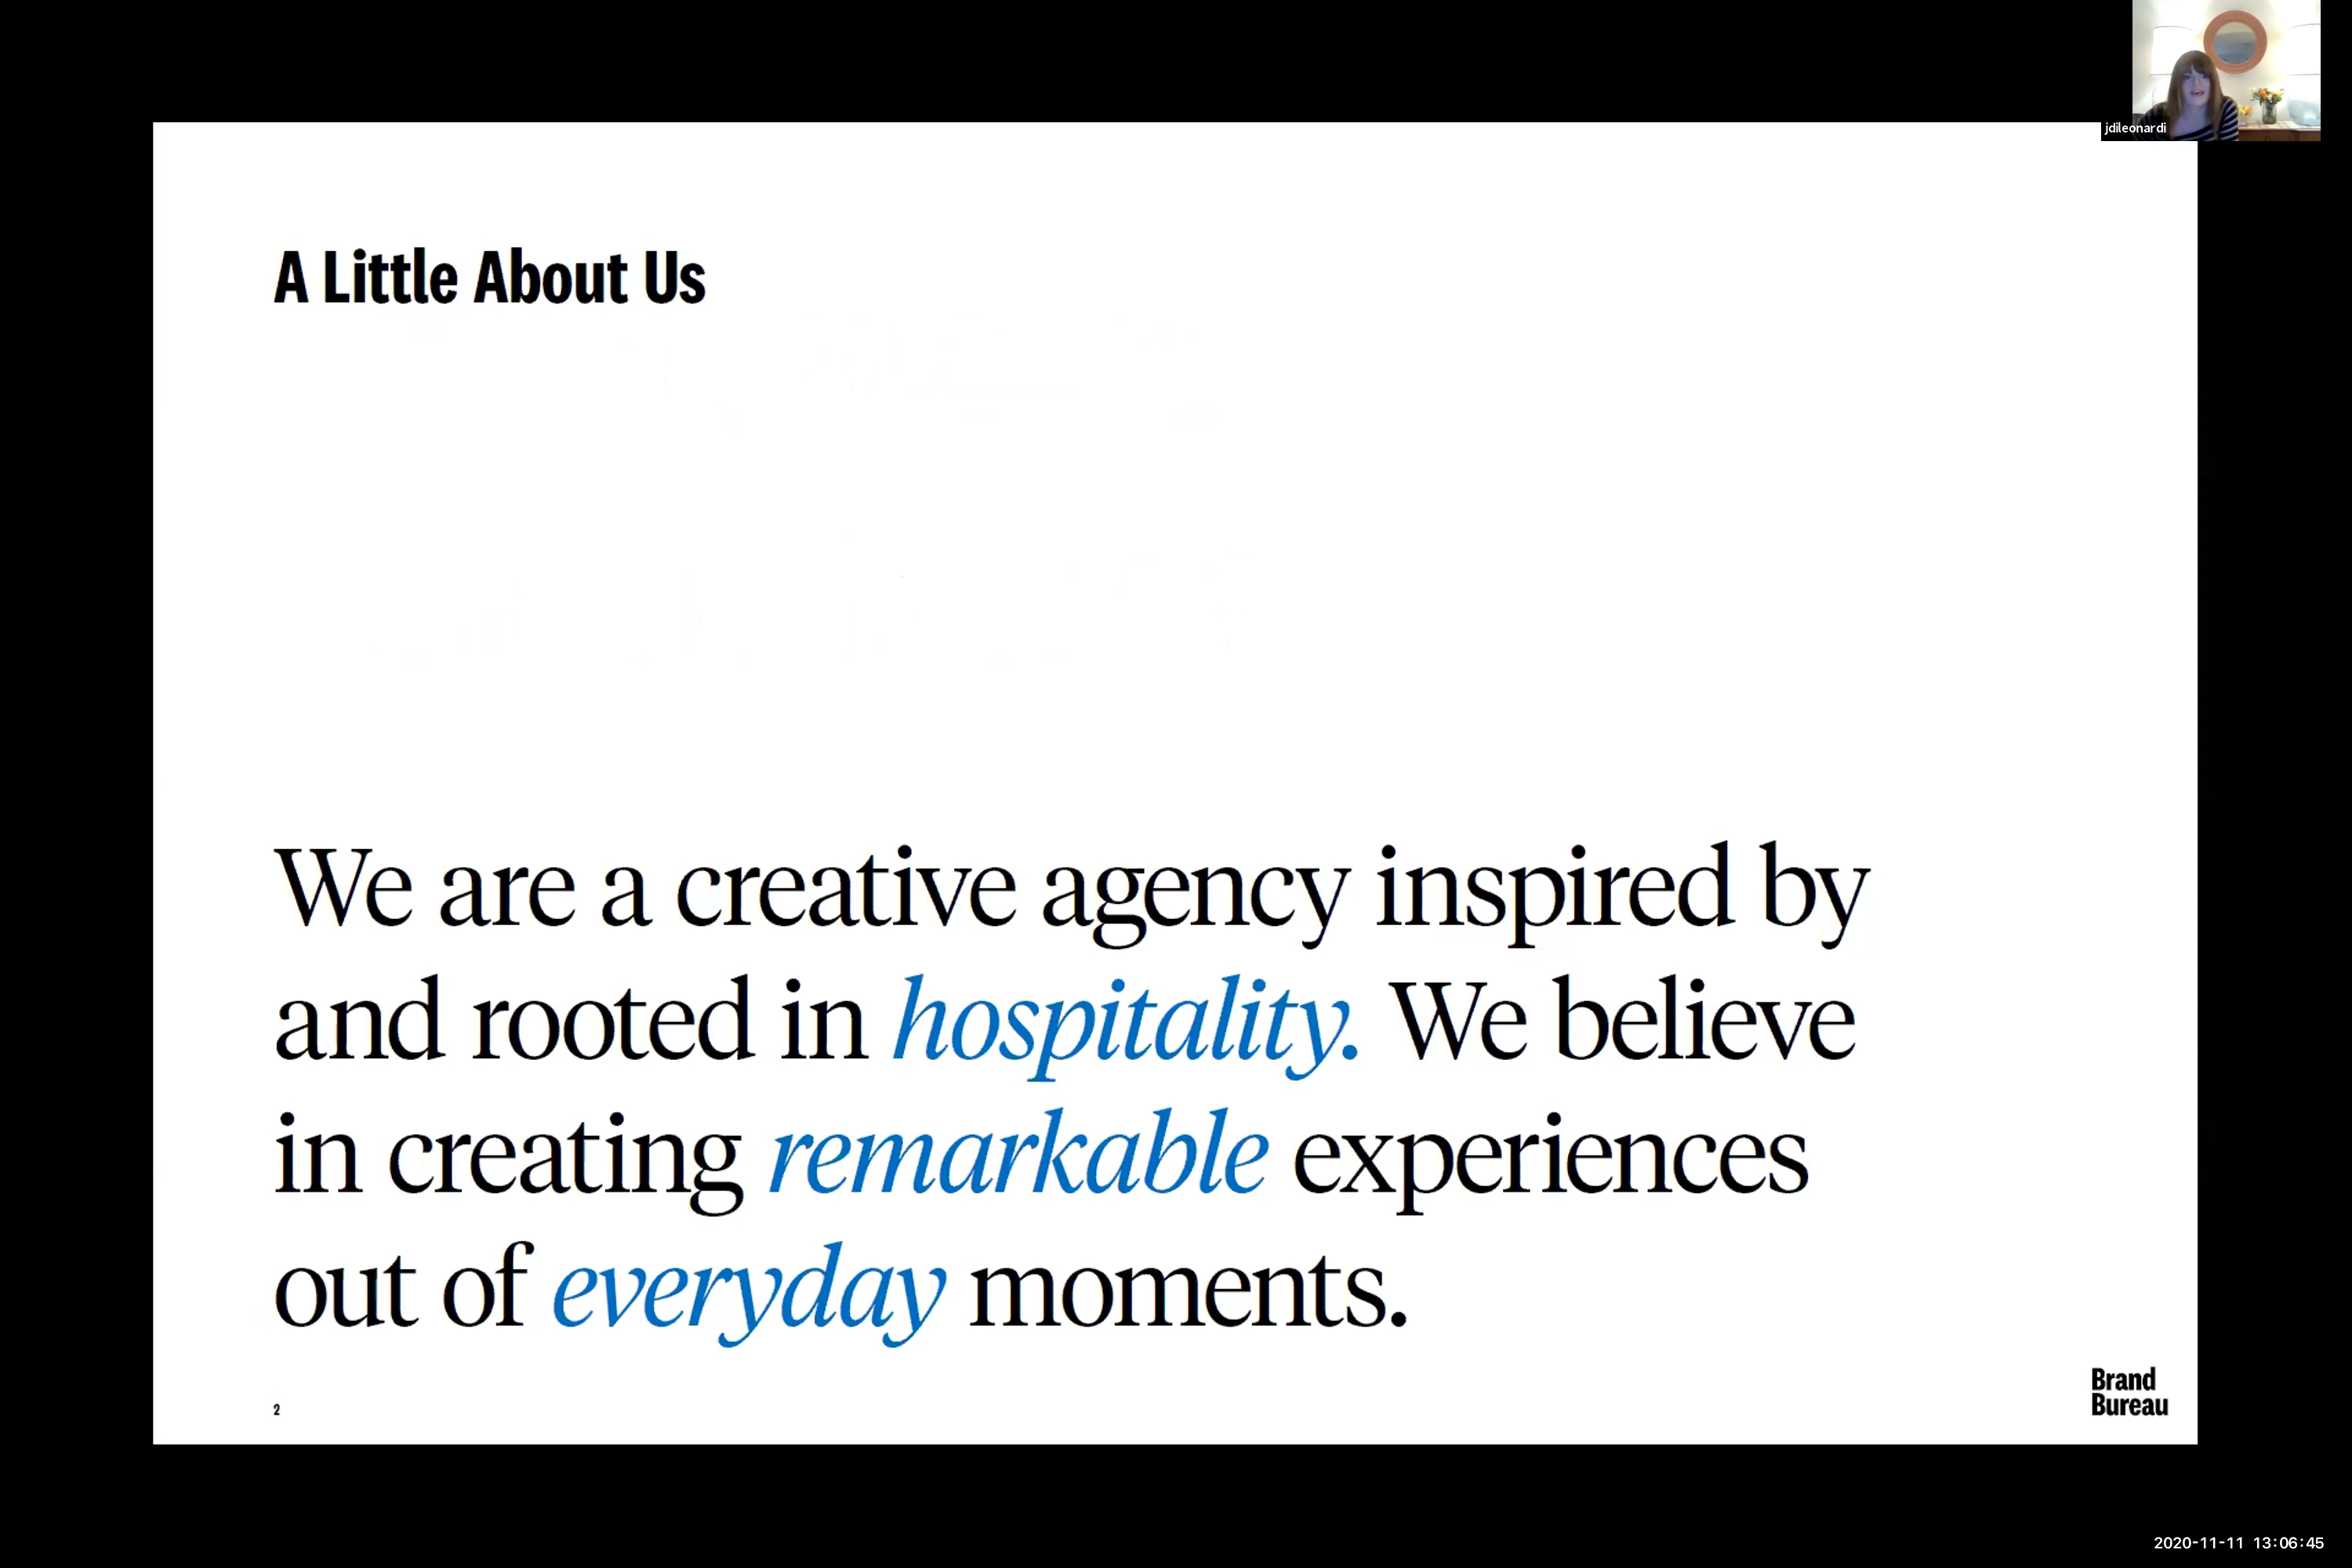 jdileonardi
A Little About Us
We are a creative agency inspired by
and rooted in hospitality. We believe
in creating remarkable experiences
out of everyday moments.
2
Brand
Bureau
2020-11-11 13:06:45